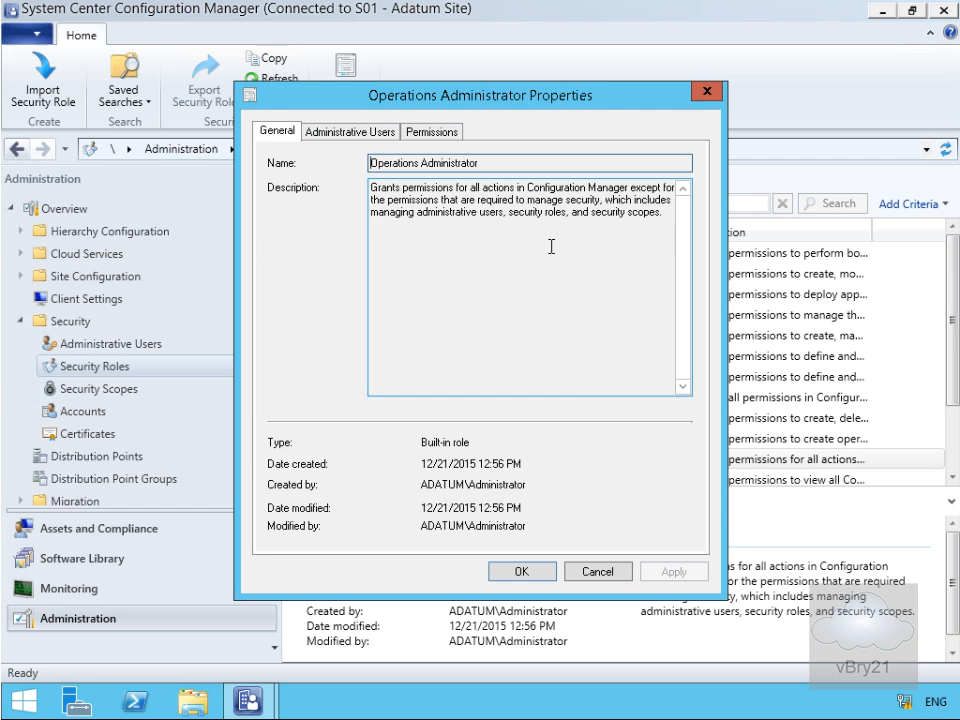 System Center Configuration Manager (Connected to S01 - Adatum Site)
Home
Import
Security Role
Create
Saved
Searches
Search
Export
Security Role
Copy
Refresh
\ Administration
Search
Add Criteria
Administration
Overview
Hierarchy Configuration
Cloud Services
Site Configuration
Client Settings
Security
Administrative Users
Security Roles
Security Scopes
Accounts
Certificates
Distribution Points
Distribution Point Groups
Migration
Assets and Compliance
Software Library
Monitoring
Administration
Operations Administrator Properties
General
Administrative Users
Permissions
Name:
Operations Administrator
Description:
Grants permissions for all actions in Configuration Manager except for
the permissions that are required to manage security, which includes
managing administrative users, security roles, and security scopes.
Type:
Built-in role
Date created:
12/21/2015 12:56 PM
Created by:
ADATUM\Administrator
Date modified:
12/21/2015 12:56 PM
Modified by:
ADATUM\Administrator
OK
Cancel
Apply
tion
permissions to perform bo...
permissions to create, mo...
permissions to deploy app...
permissions to manage th...
permissions to create, ma...
permissions to define and...
permissions to define and...
all permissions in Configur...
permissions to create, dele...
permissions to create oper...
permissions for all actions...
permissions to view all Co...
s for all actions in Configuration
or the permissions that are required
y, which includes managing
administrative users, security roles, and security scopes.
Created by:
ADATUM\Administrator
Date modified:
12/21/2015 12:56 PM
Modified by:
ADATUM\Administrator
vBry21
Ready
ENG